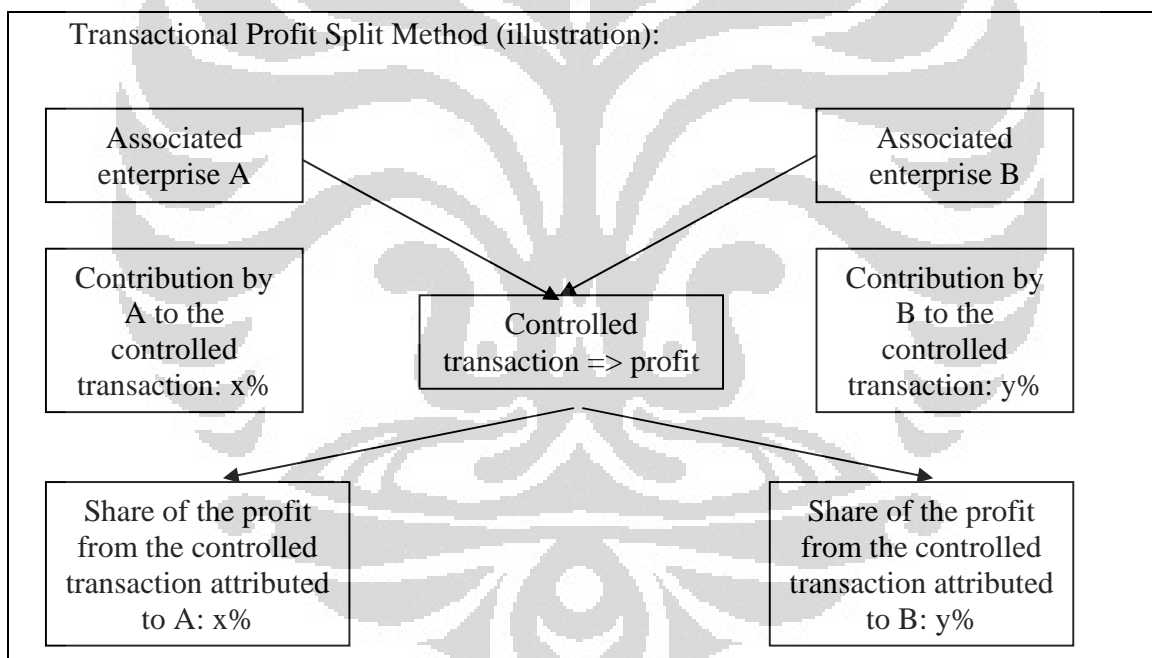 Transactional Profit Split Method (illustration):
Associated
enterprise A
Associated
enterprise B
Contribution by
A to the
controlled
transaction: x%
Controlled
transaction => profit
Contribution by
B to the
controlled
transaction: y%
Share of the profit
from the controlled
transaction attributed
to A: x%
Share of the profit
from the controlled
transaction attributed
to B: y%